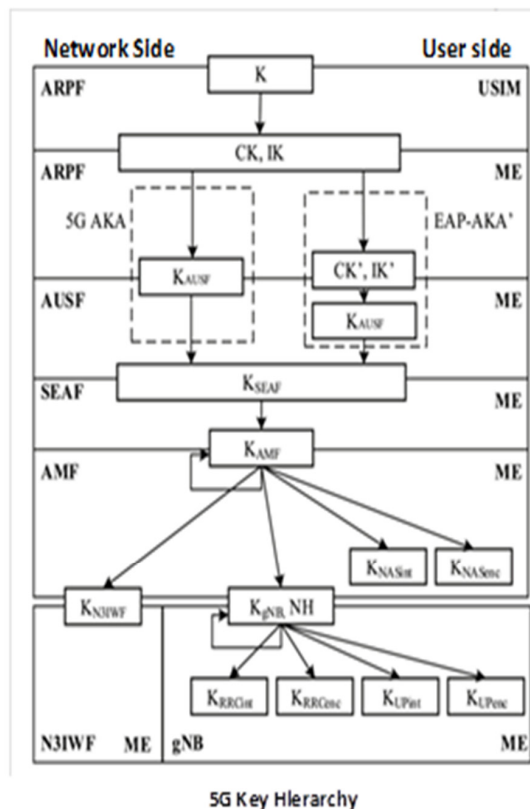 Network Side User side
K
ARPF USIM
CK, IK
ARPF ME
5G AKA EAP-AKA'
KAUSF CK', IK'
AUSF ME
KAUSF
KSEAF
SEAF ME
KAMF
AMF ME
KNASint KNASenc
KN3IWF KgNB, NH
KRRCint KRRCenc KUPint KUPenc
N3IWF ME gNB ME
5G Key Hierarchy